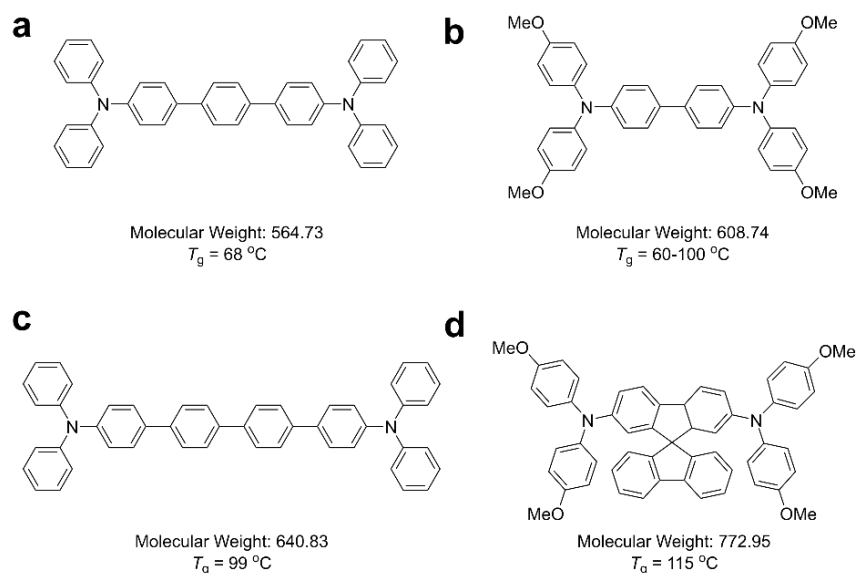 a
N
N
Molecular Weight: 564.73
Tg = 68 °C
b
MeO
OMe
N
N
MeO
OMe
Molecular Weight: 608.74
Tg = 60-100 °C
c
N
N
Molecular Weight: 640.83
Tg = 99 °C
d
MeO
OMe
N
N
MeO
OMe
Molecular Weight: 772.95
Tg = 115 °C